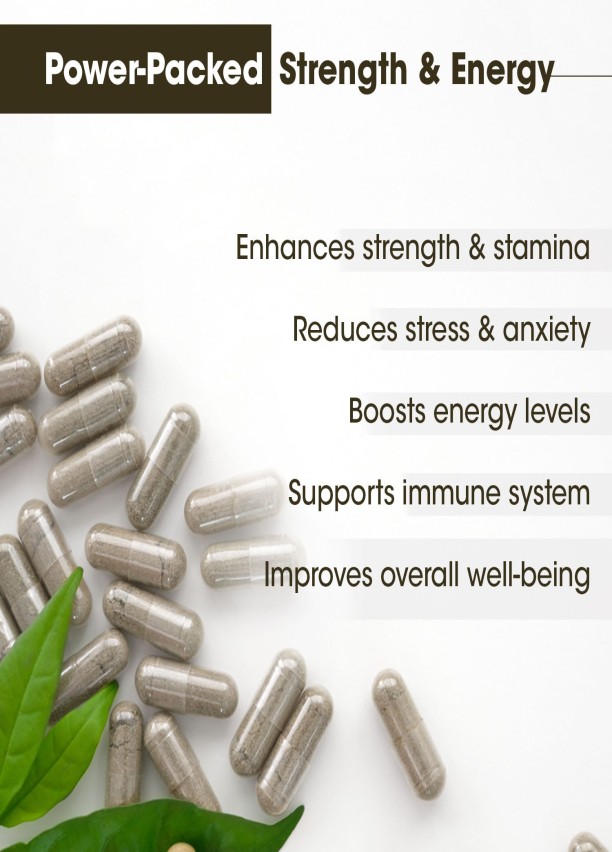 Power-Packed Strength & Energy
Enhances strength & stamina
Reduces stress & anxiety
Boosts energy levels
Supports immune system
Improves overall well-being